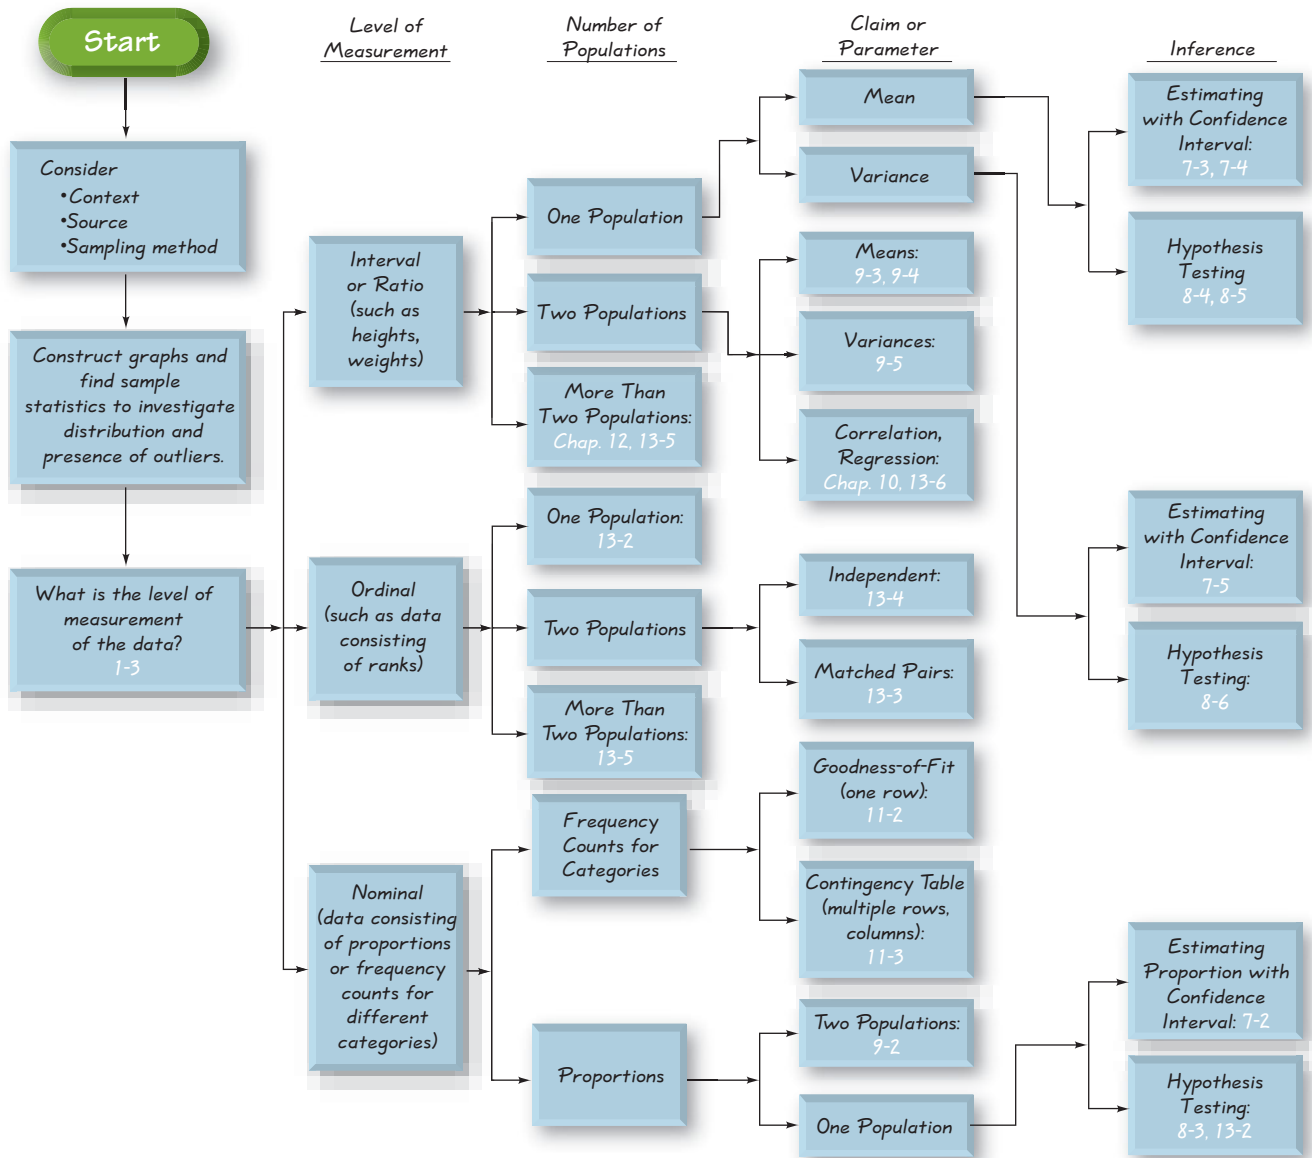 Start
Level of
Measurement
Number of
Populations
Claim or
Parameter
Inference
Consider
•Context
•Source
•Sampling method
Construct graphs and
find sample
statistics to investigate
distribution and
presence of outliers.
What is the level of
measurement
of the data?
1-3
Interval
or Ratio
(such as
heights,
weights)
Ordinal
(such as data
consisting
of ranks)
Nominal
(data consisting
of proportions
or frequency
counts for
different
categories)
One Population
Two Populations
More Than
Two Populations:
Chap. 12, 13-5
One Population:
13-2
Two Populations
More Than
Two Populations:
13-5
Frequency
Counts for
Categories
Proportions
Mean
Variance
Means:
9-3, 9-4
Variances:
9-5
Correlation,
Regression:
Chap. 10, 13-6
Independent:
13-4
Matched Pairs:
13-3
Goodness-of-Fit
(one row):
11-2
Contingency Table
(multiple rows,
columns):
11-3
Two Populations:
9-2
One Population
Estimating
with Confidence
Interval:
7-3, 7-4
Hypothesis
Testing
8-4, 8-5
Estimating
with Confidence
Interval:
7-5
Hypothesis
Testing:
8-6
Estimating
Proportion with
Confidence
Interval: 7-2
Hypothesis
Testing:
8-3, 13-2